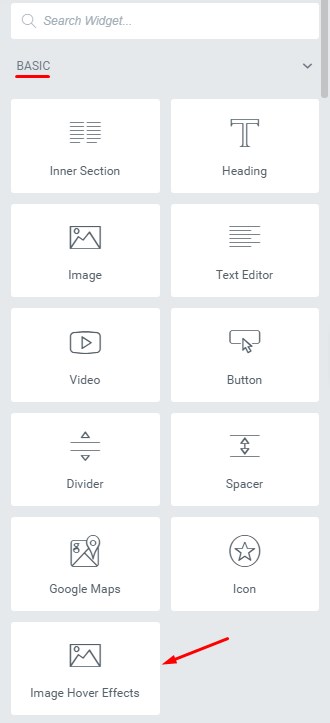 Search Widget...
BASIC
Inner Section
Heading
Image
Text Editor
Video
Button
Divider
Spacer
Google Maps
Icon
Image Hover Effects